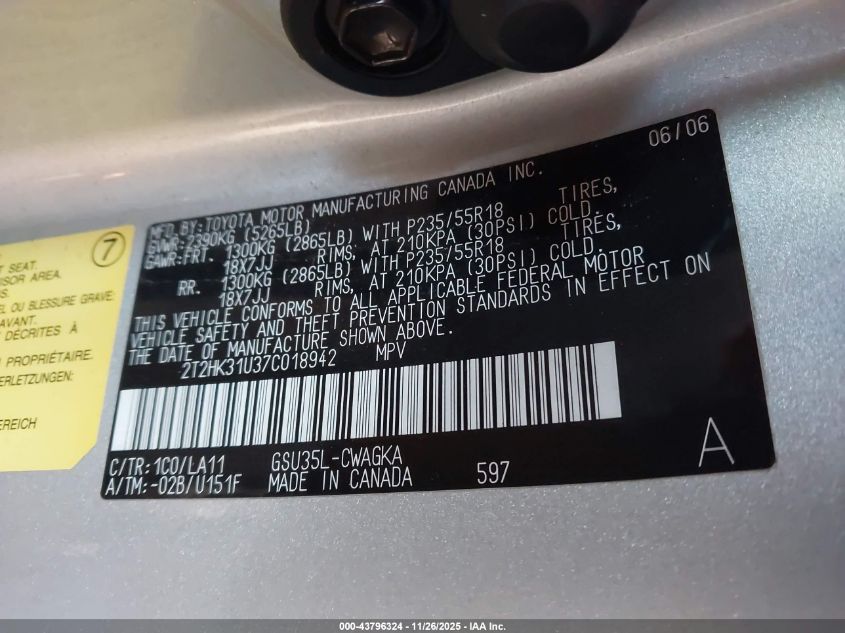 7
T SEAT.
SOR AREA.
S.
EL OU BLESSURE GRAVE:
AVANT.
DÉCRITES À
PROPRIÉTAIRE.
ERLETZUNGEN.
EREICH
06/06
MFD. BY: TOYOTA MOTOR MANUFACTURING CANADA INC.
GVWR: 2390KG (5265LB)
GAWR: FRT. 1300KG (2865LB) WITH P235/55R18 TIRES,
18X7JJ RIMS, AT 210KPA (30PSI) COLD.
RR. 1300KG (2865LB) WITH P235/55R18 TIRES,
18X7JJ RIMS, AT 210KPA (30PSI) COLD.
THIS VEHICLE CONFORMS TO ALL APPLICABLE FEDERAL MOTOR
VEHICLE SAFETY AND THEFT PREVENTION STANDARDS IN EFFECT ON
THE DATE OF MANUFACTURE SHOWN ABOVE.
2T2HK31U37C018942 MPV
C/TR: 1C0/LA11 GSU35L-CWAGKA
A/TM: -02B/U151F MADE IN CANADA 597
A
000-43796324 - 11/26/2025 - IAA Inc.